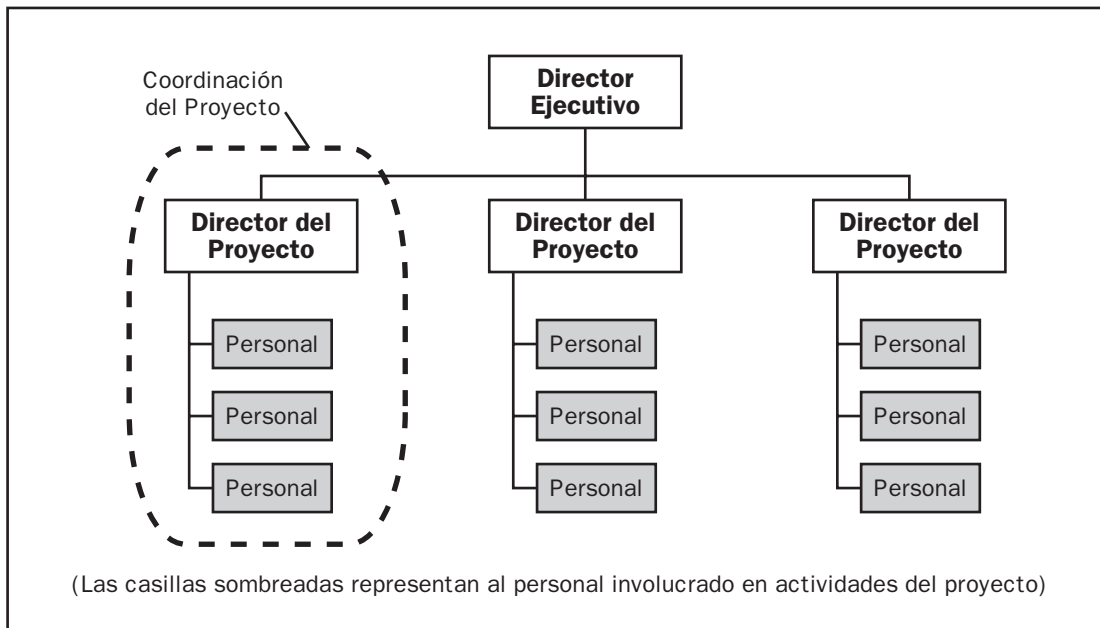 Coordinación
del Proyecto
Director
Ejecutivo
Director del
Proyecto
Director del
Proyecto
Director del
Proyecto
Personal
Personal
Personal
Personal
Personal
Personal
Personal
Personal
Personal
(Las casillas sombreadas representan al personal involucrado en actividades del proyecto)